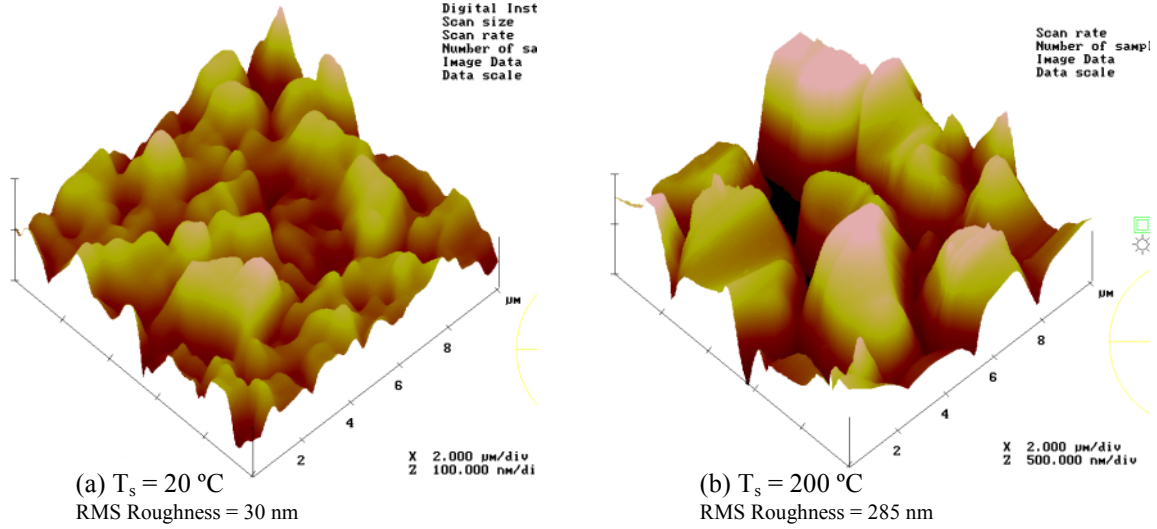 Digital Inst
Scan size
Scan rate
Number of sa
Image Data
Data scale
μm
8
6
4
2
X 2.000 μm/div
Z 100.000 nm/di
(a) Ts = 20 ºC
RMS Roughness = 30 nm
Scan rate
Number of sampl
Image Data
Data scale
μm
8
6
4
2
X 2.000 μm/div
Z 500.000 nm/div
(b) Ts = 200 ºC
RMS Roughness = 285 nm